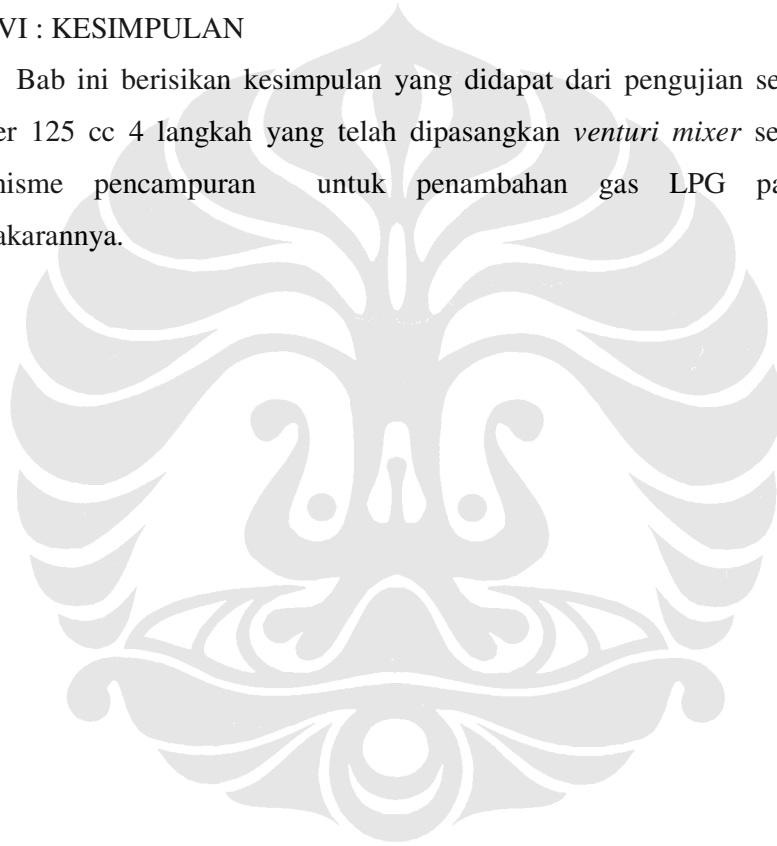 VI : KESIMPULAN
Bab ini berisikan kesimpulan yang didapat dari pengujian se
er 125 cc 4 langkah yang telah dipasangkan venturi mixer se
nisme pencampuran untuk penambahan gas LPG pa
akarannya.